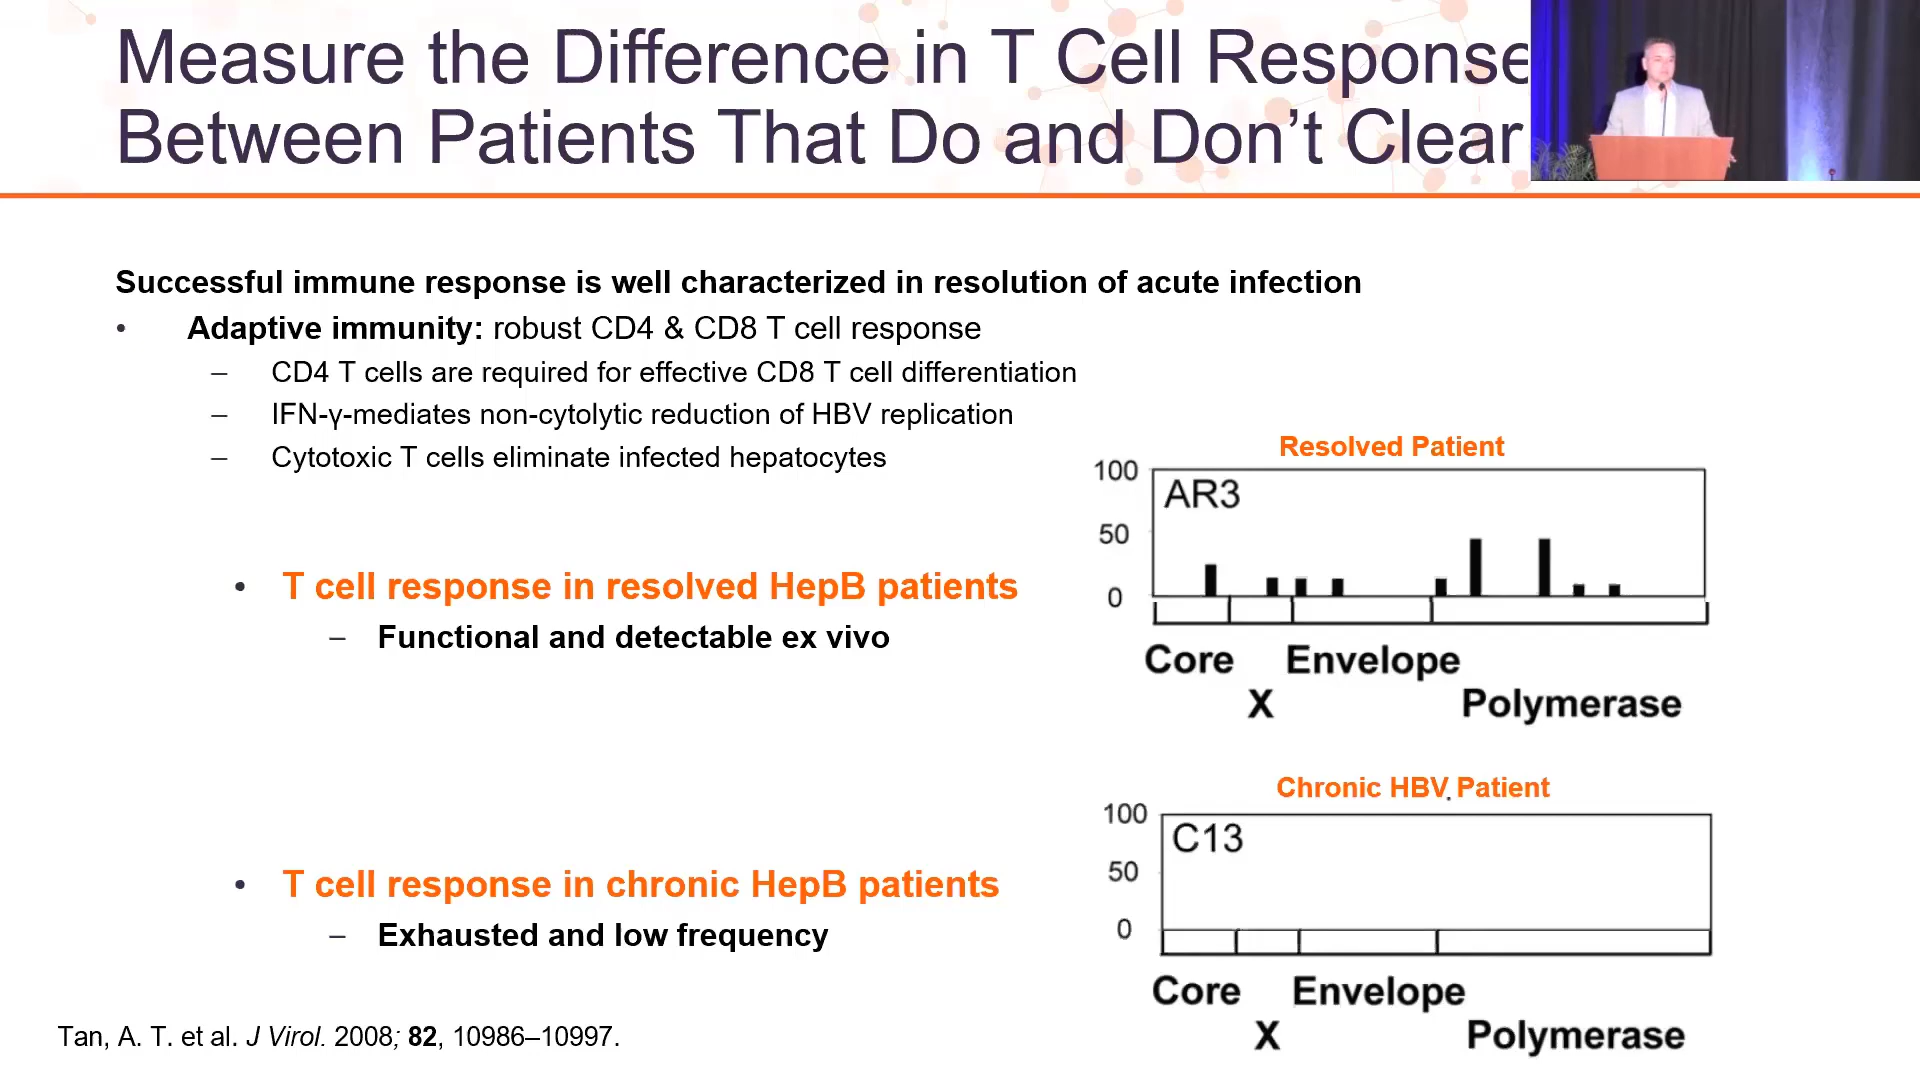 Measure the Difference in T Cell Response
Between Patients That Do and Don’t Clear
Successful immune response is well characterized in resolution of acute infection
• Adaptive immunity: robust CD4 & CD8 T cell response
– CD4 T cells are required for effective CD8 T cell differentiation
– IFN-γ-mediates non-cytolytic reduction of HBV replication
– Cytotoxic T cells eliminate infected hepatocytes
• T cell response in resolved HepB patients
– Functional and detectable ex vivo
Resolved Patient
100
AR3
50
0
Core Envelope
X Polymerase
• T cell response in chronic HepB patients
– Exhausted and low frequency
Chronic HBV Patient
100
C13
50
0
Core Envelope
X Polymerase
Tan, A. T. et al. J Virol. 2008; 82, 10986–10997.